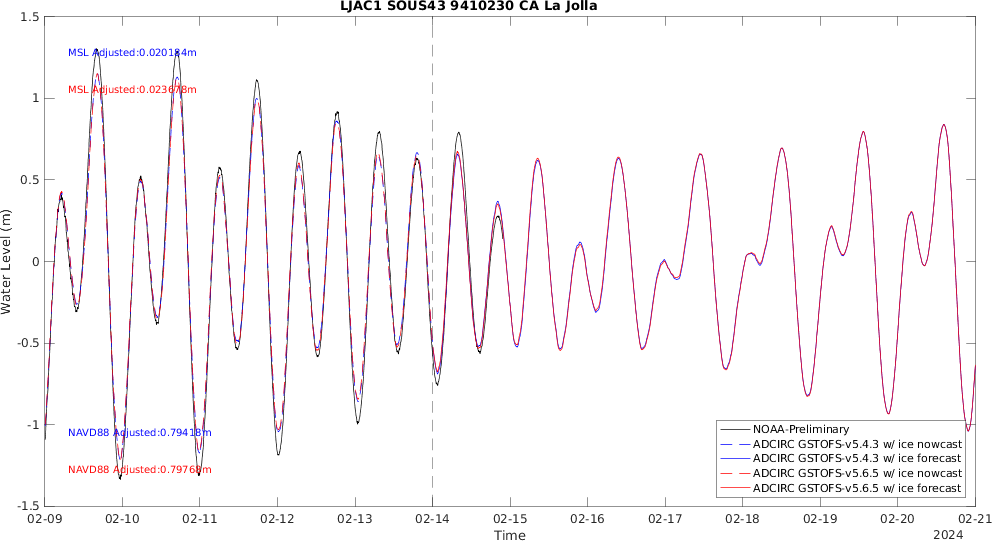 LJAC1 SOUS43 9410230 CA La Jolla
1.5
1
0.5
0
-0.5
-1
-1.5
Water Level (m)
MSL Adjusted:0.020184m
MSL Adjusted:0.023678m
NAVD88 Adjusted:0.79418m
NAVD88 Adjusted:0.79768m
NOAA-Preliminary
ADCIRC GSTOFS-v5.4.3 w/ ice nowcast
ADCIRC GSTOFS-v5.4.3 w/ ice forecast
ADCIRC GSTOFS-v5.6.5 w/ ice nowcast
ADCIRC GSTOFS-v5.6.5 w/ ice forecast
02-09 02-10 02-11 02-12 02-13 02-14 02-15 02-16 02-17 02-18 02-19 02-20 02-21
Time
2024